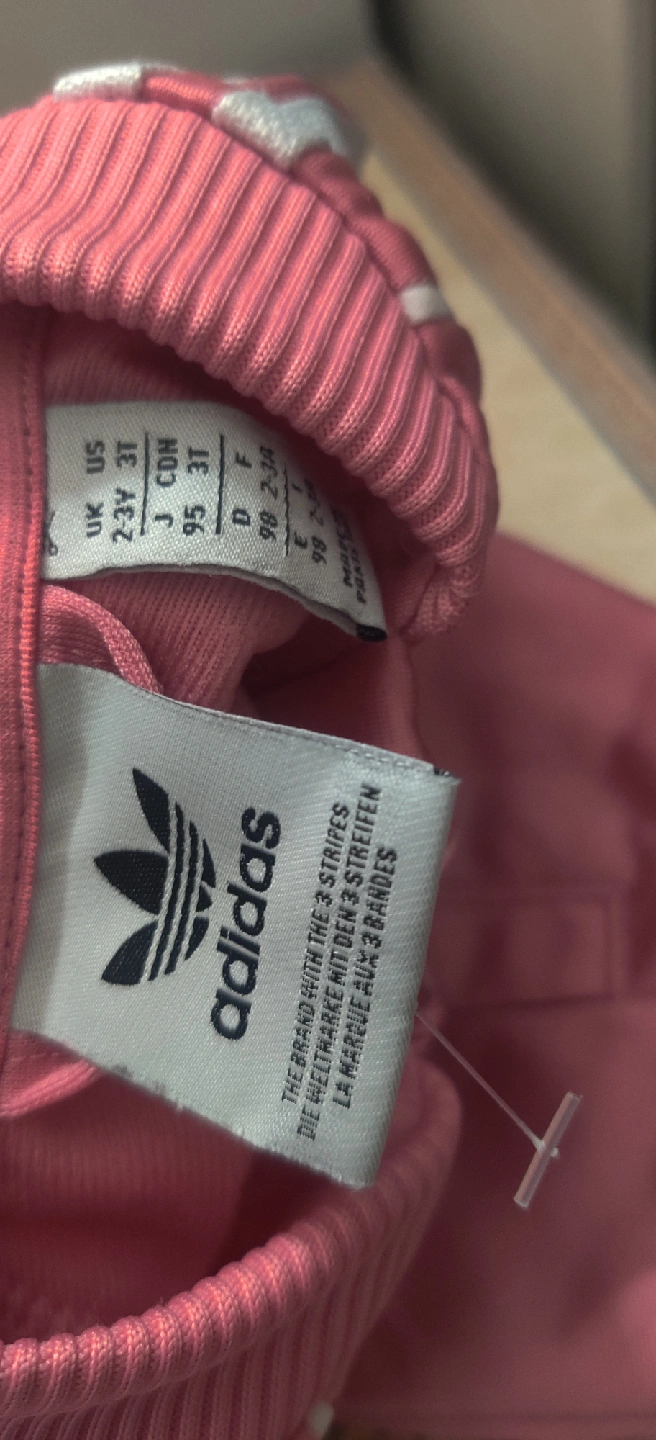 UK US
2-3Y 3T
J CDN
95 3T
D F
98 2-3A
E I
98
adidas
THE BRAND WITH THE 3 STRIPES
DIE WELTMARKE MIT DEN 3 STREIFEN
LA MARQUE AUX 3 BANDES